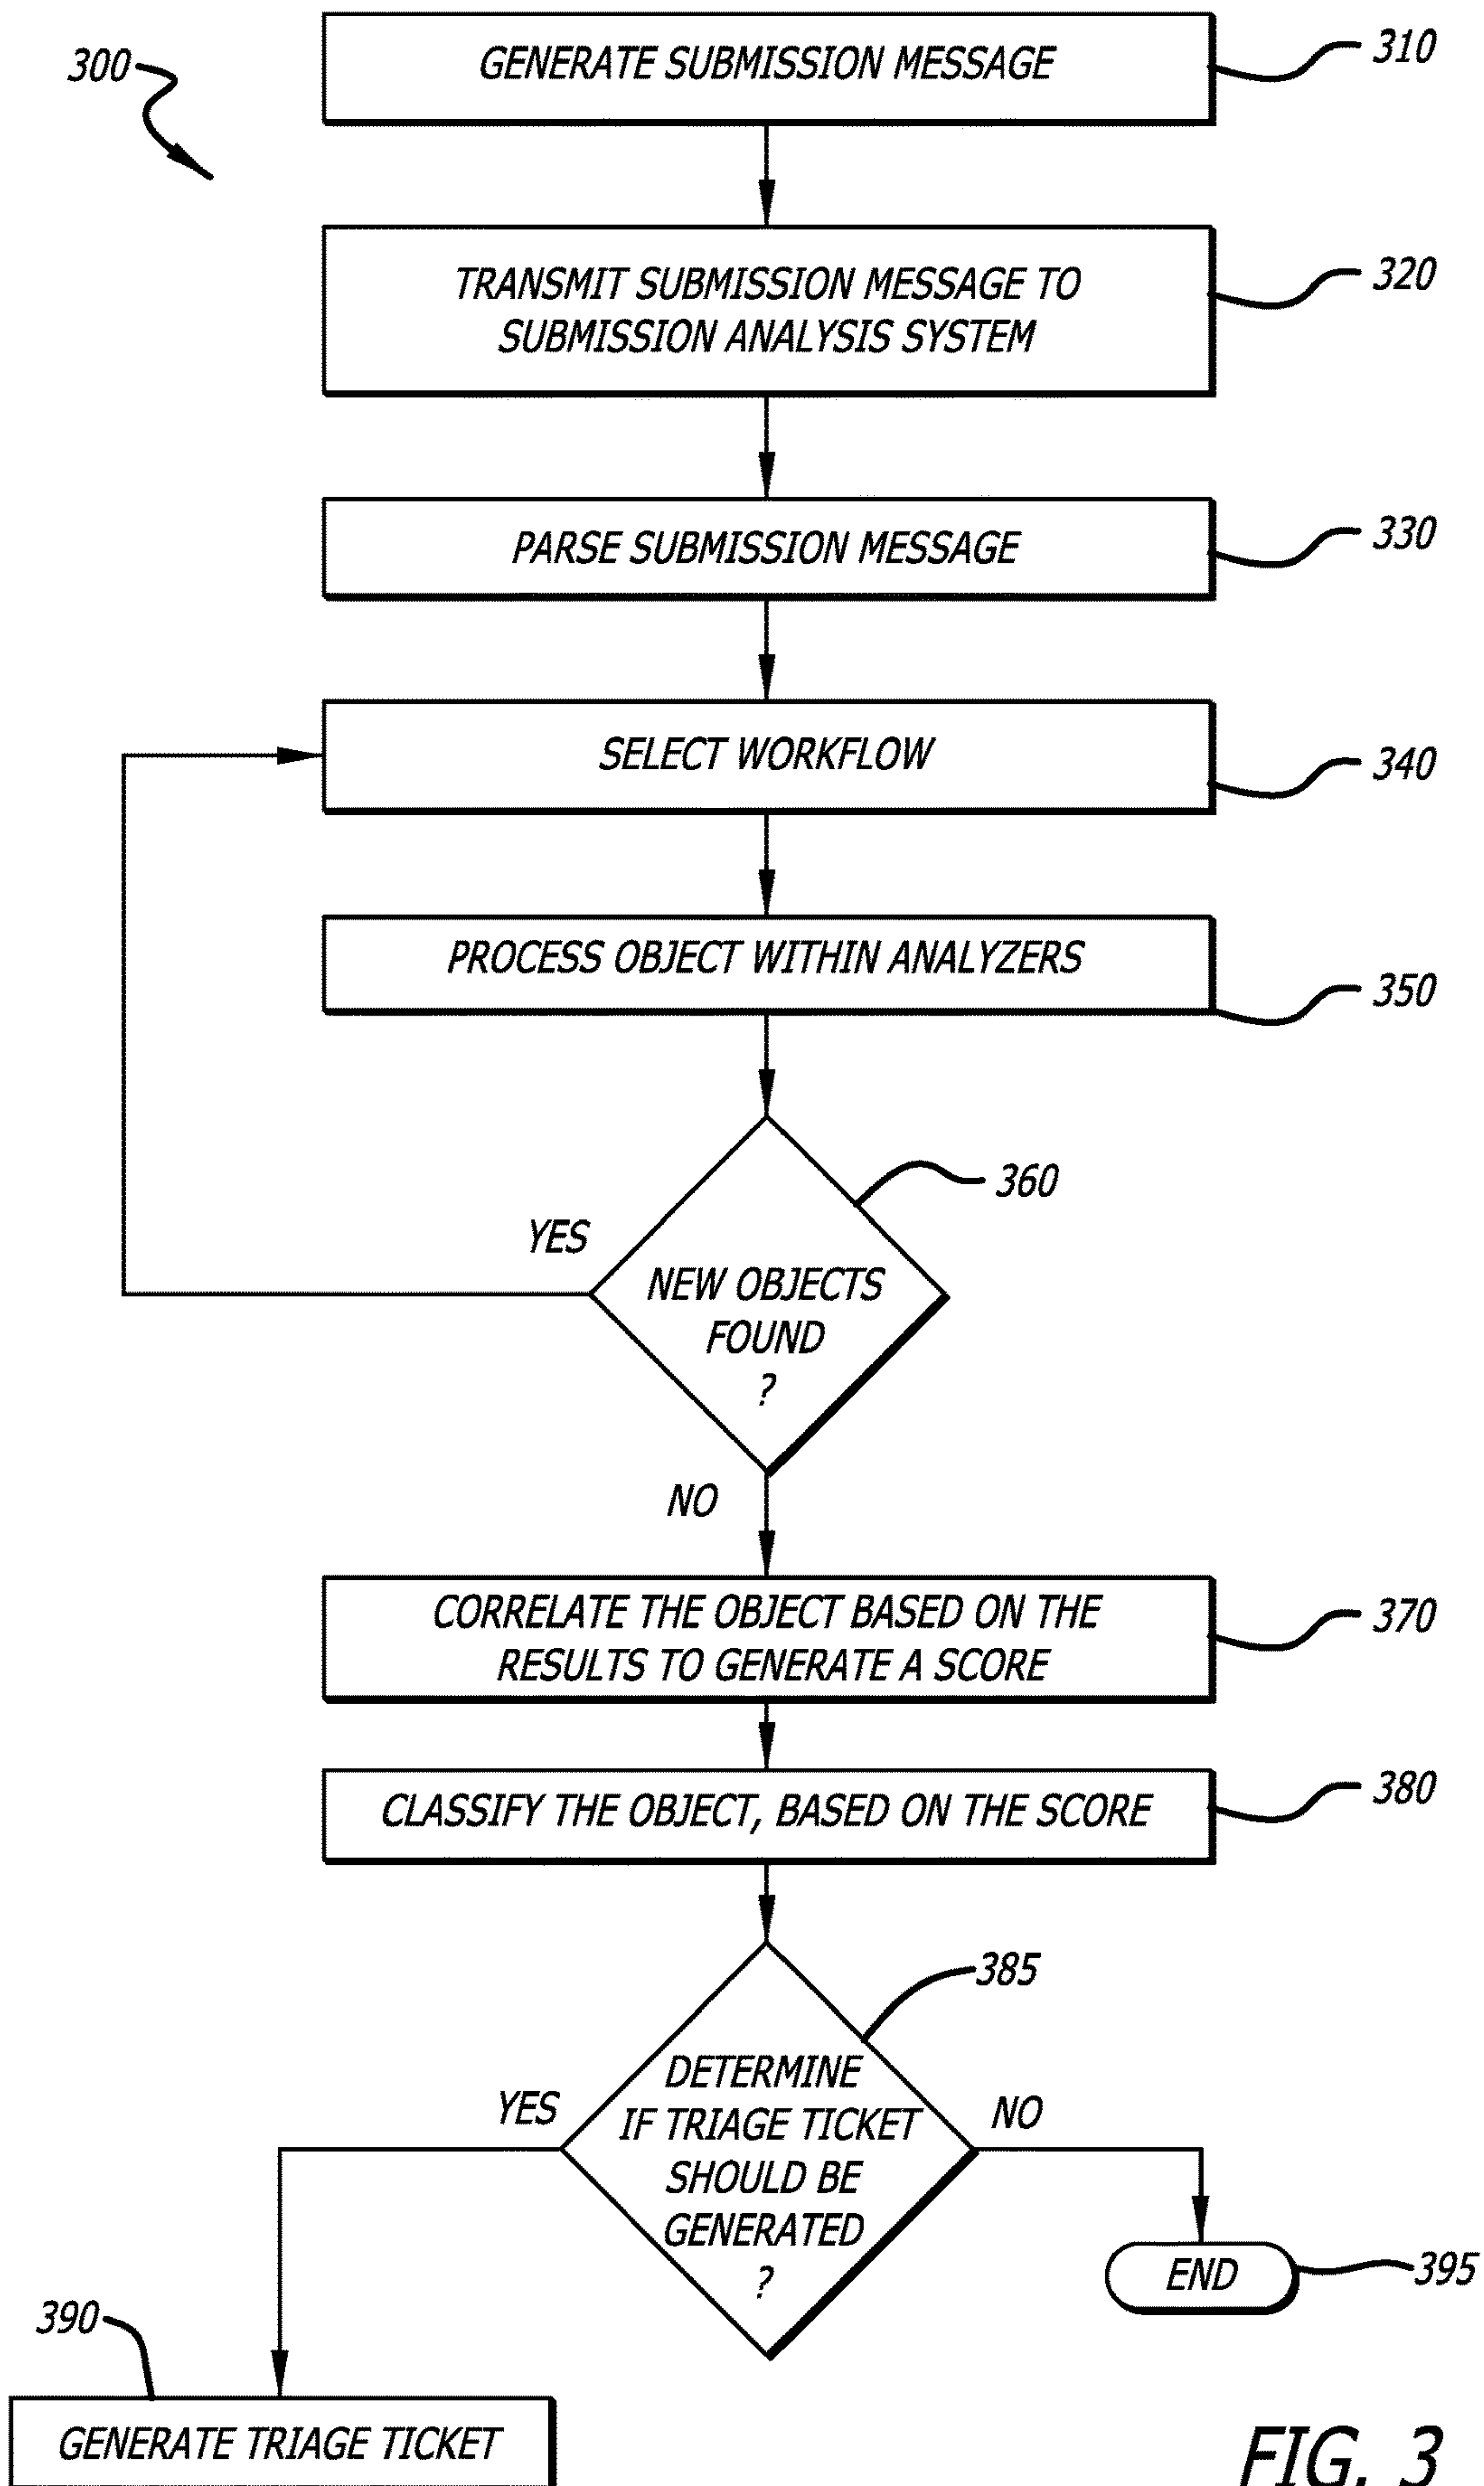 300
GENERATE SUBMISSION MESSAGE
310
TRANSMIT SUBMISSION MESSAGE TO
SUBMISSION ANALYSIS SYSTEM
320
PARSE SUBMISSION MESSAGE
330
SELECT WORKFLOW
340
PROCESS OBJECT WITHIN ANALYZERS
350
360
YES
NEW OBJECTS
FOUND
?
NO
CORRELATE THE OBJECT BASED ON THE
RESULTS TO GENERATE A SCORE
370
CLASSIFY THE OBJECT, BASED ON THE SCORE
380
385
YES
DETERMINE
IF TRIAGE TICKET
SHOULD BE
GENERATED
?
NO
END
395
390
GENERATE TRIAGE TICKET
FIG. 3